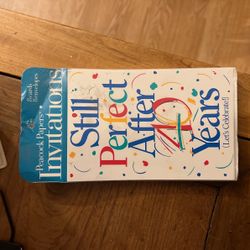 Peacock Papers
Invitations
Still
Perfect
After
40
Years
(Let's Celebrate!)